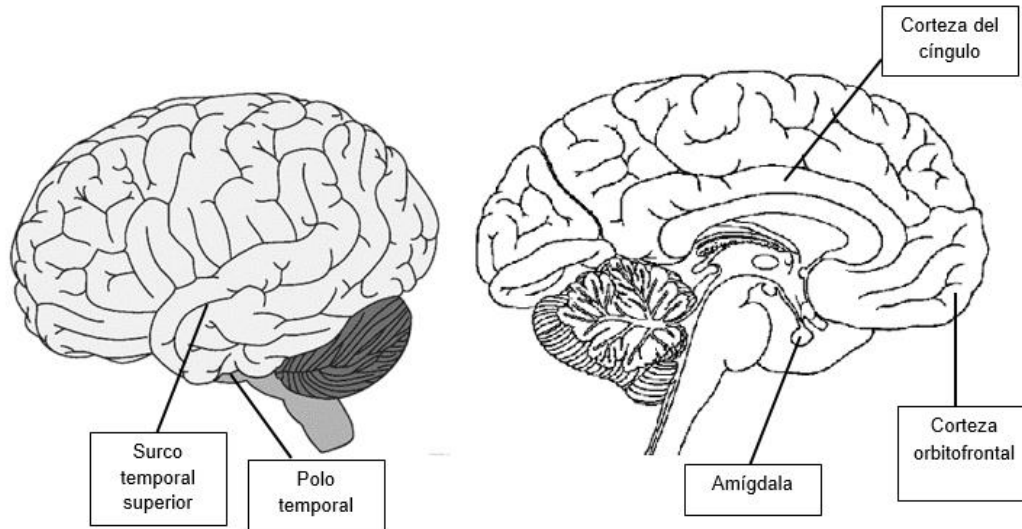 Corteza del
cíngulo
Surco
temporal
superior
Polo
temporal
Amígdala
Corteza
orbitofrontal